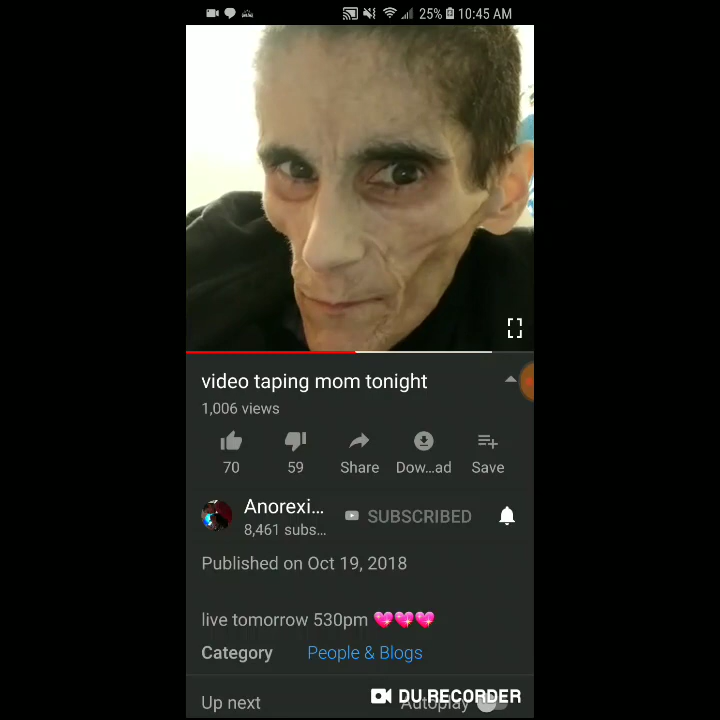 25% 10:45 AM
video taping mom tonight
1,006 views
70 59 Share Dow...ad Save
Anorexi... SUBSCRIBED
8,461 subs...
Published on Oct 19, 2018
live tomorrow 530pm
Category People & Blogs
Up next Autoplay
DU RECORDER